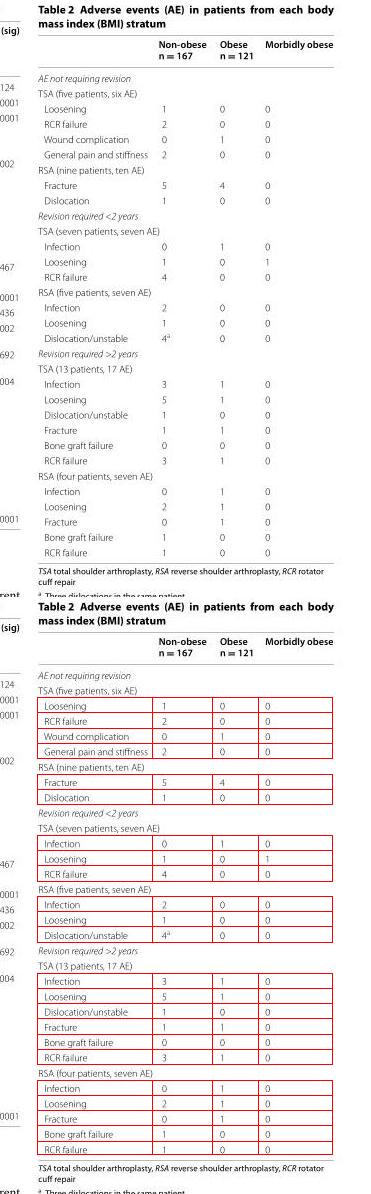 (sig)
Table 2 Adverse events (AE) in patients from each body
mass index (BMI) stratum
Non-obese Obese Morbidly obese
n = 167 n = 121
AE not requiring revision
124
TSA (five patients, six AE)
0001
Loosening 1 0 0
0001
RCR failure 2 0 0
Wound complication 0 1 0
General pain and stiffness 2 0 0
002
RSA (nine patients, ten AE)
Fracture 5 4 0
Dislocation 1 0 0
Revision required <2 years
TSA (seven patients, seven AE)
Infection 0 1 0
467
Loosening 1 0 1
RCR failure 4 0 0
0001
RSA (five patients, seven AE)
436
Infection 2 0 0
002
Loosening 1 0 0
Dislocation/unstable 4ª 0 0
692
Revision required >2 years
TSA (13 patients, 17 AE)
004
Infection 3 1 0
Loosening 5 1 0
Dislocation/unstable 1 0 0
Fracture 1 1 0
Bone graft failure 0 0 0
RCR failure 3 1 0
RSA (four patients, seven AE)
Infection 0 1 0
Loosening 2 1 0
0001
Fracture 0 1 0
Bone graft failure 1 0 0
RCR failure 1 0 0
TSA total shoulder arthroplasty, RSA reverse shoulder arthroplasty, RCR rotator
cuff repair
ª Three dislocations in the same patient
(sig)
Table 2 Adverse events (AE) in patients from each body
mass index (BMI) stratum
Non-obese Obese Morbidly obese
n = 167 n = 121
AE not requiring revision
124
TSA (five patients, six AE)
0001
Loosening 1 0 0
0001
RCR failure 2 0 0
Wound complication 0 1 0
General pain and stiffness 2 0 0
002
RSA (nine patients, ten AE)
Fracture 5 4 0
Dislocation 1 0 0
Revision required <2 years
TSA (seven patients, seven AE)
Infection 0 1 0
467
Loosening 1 0 1
RCR failure 4 0 0
0001
RSA (five patients, seven AE)
436
Infection 2 0 0
002
Loosening 1 0 0
Dislocation/unstable 4ª 0 0
692
Revision required >2 years
TSA (13 patients, 17 AE)
004
Infection 3 1 0
Loosening 5 1 0
Dislocation/unstable 1 0 0
Fracture 1 1 0
Bone graft failure 0 0 0
RCR failure 3 1 0
RSA (four patients, seven AE)
Infection 0 1 0
Loosening 2 1 0
Fracture 0 1 0
0001
Bone graft failure 1 0 0
RCR failure 1 0 0
TSA total shoulder arthroplasty, RSA reverse shoulder arthroplasty, RCR rotator
cuff repair
ª Three dislocations in the same patient